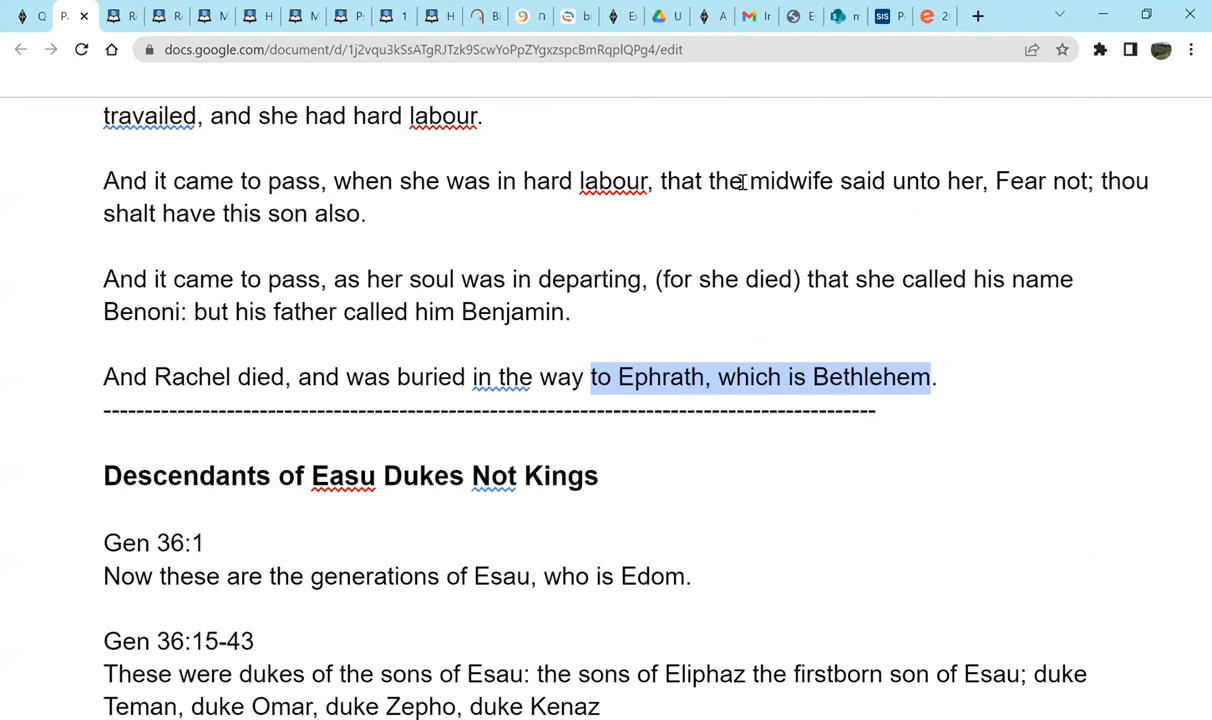 docs.google.com/document/d/1j2vqu3kSsATgRJTzk9ScwYoPpZYgxzspcBmRqplQPg4/edit
travailed, and she had hard labour.
And it came to pass, when she was in hard labour, that the midwife said unto her, Fear not; thou
shalt have this son also.
And it came to pass, as her soul was in departing, (for she died) that she called his name
Benoni: but his father called him Benjamin.
And Rachel died, and was buried in the way to Ephrath, which is Bethlehem.
----------------------------------------------------------------------------------------------
Descendants of Easu Dukes Not Kings
Gen 36:1
Now these are the generations of Esau, who is Edom.
Gen 36:15-43
These were dukes of the sons of Esau: the sons of Eliphaz the firstborn son of Esau; duke
Teman, duke Omar, duke Zepho, duke Kenaz